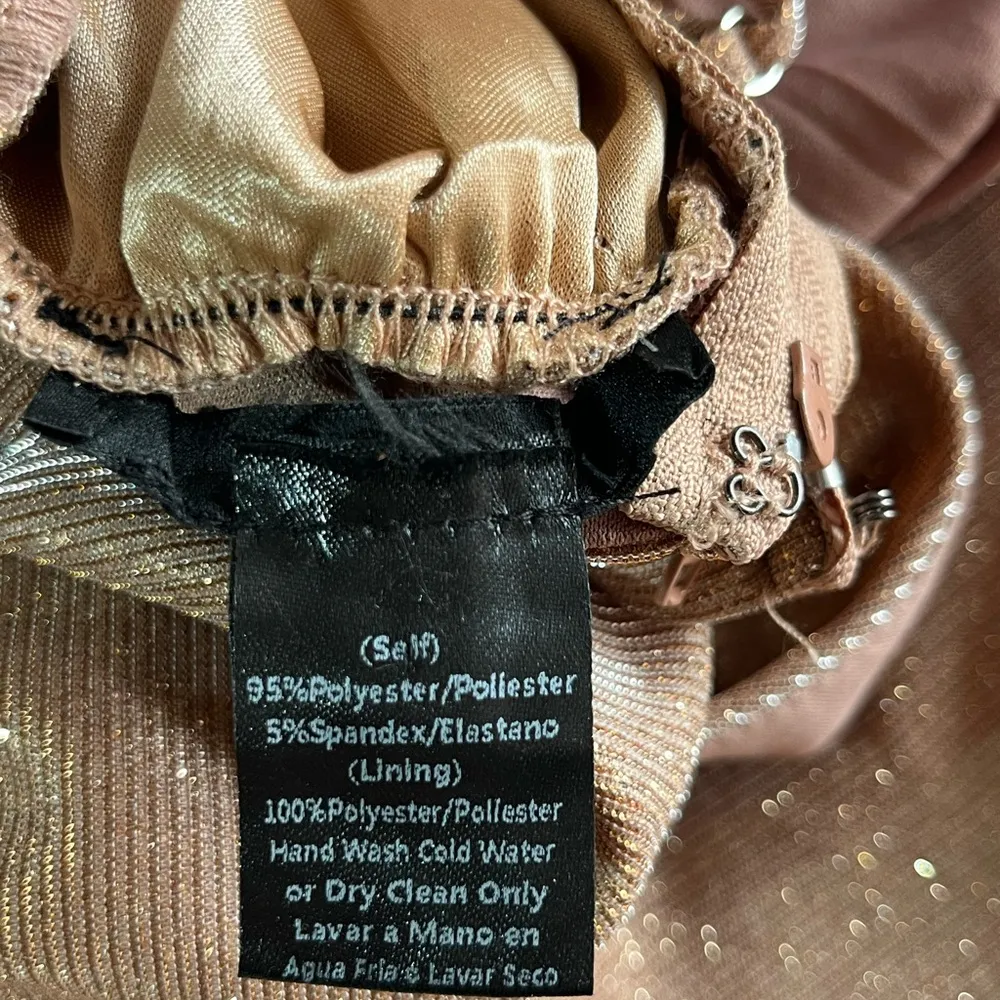 (Self)
95%Polyester/Poliester
5%Spandex/Elastano
(Lining)
100%Polyester/Poliester
Hand Wash Cold Water
or Dry Clean Only
Lavar a Mano en
Agua Fria o Lavar Seco